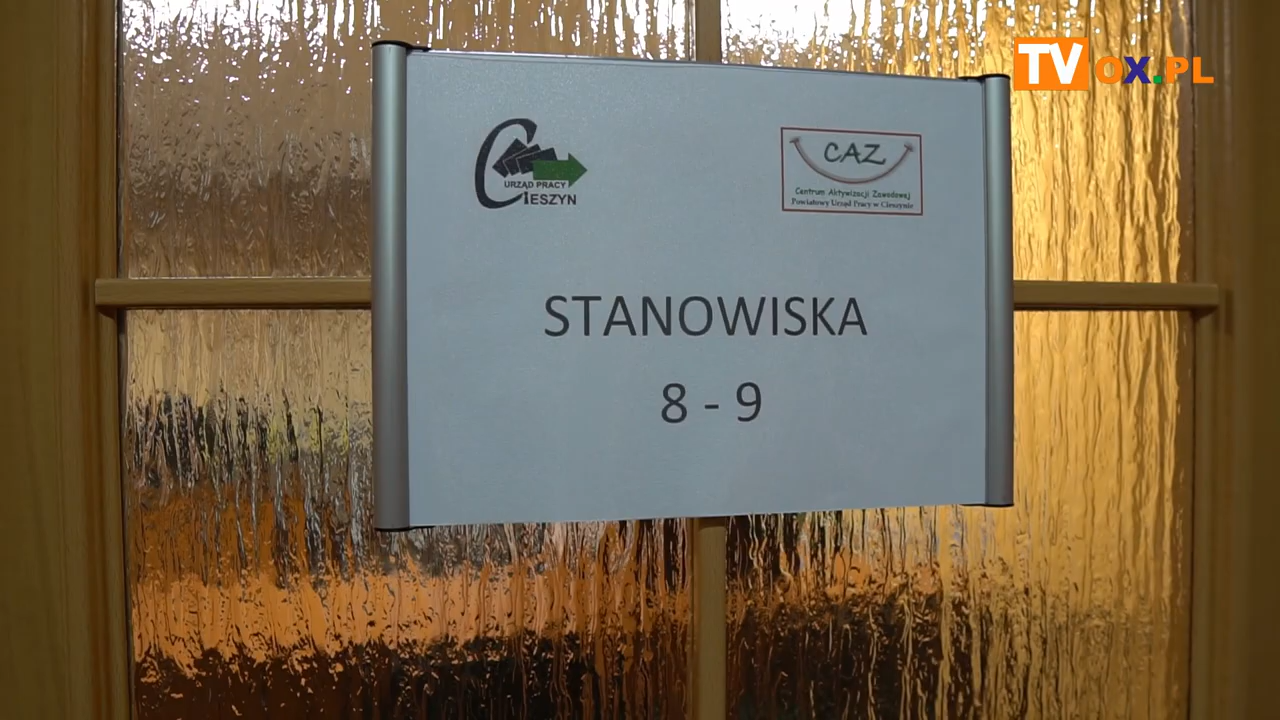 TVOX.PL
URZĄD PRACY
CIESZYN
CAZ
Centrum Aktywizacji Zawodowej
Powiatowy Urząd Pracy w Cieszynie
STANOWISKA
8 - 9